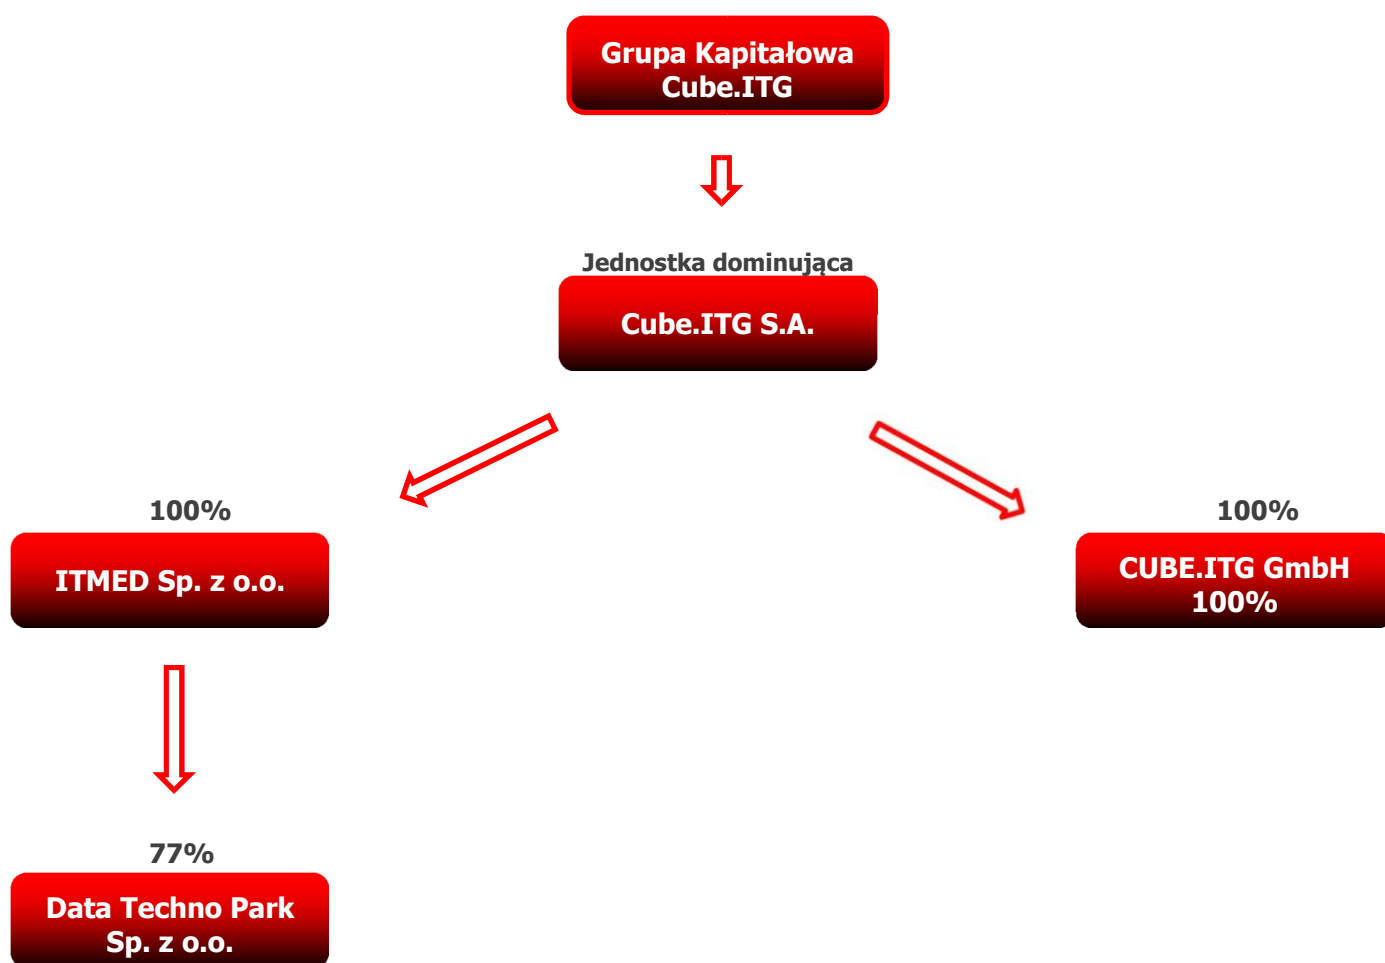 Grupa Kapitałowa
Cube.ITG
Jednostka dominująca
Cube.ITG S.A.
100%
ITMED Sp. z o.o.
100%
CUBE.ITG GmbH
100%
77%
Data Techno Park
Sp. z o.o.